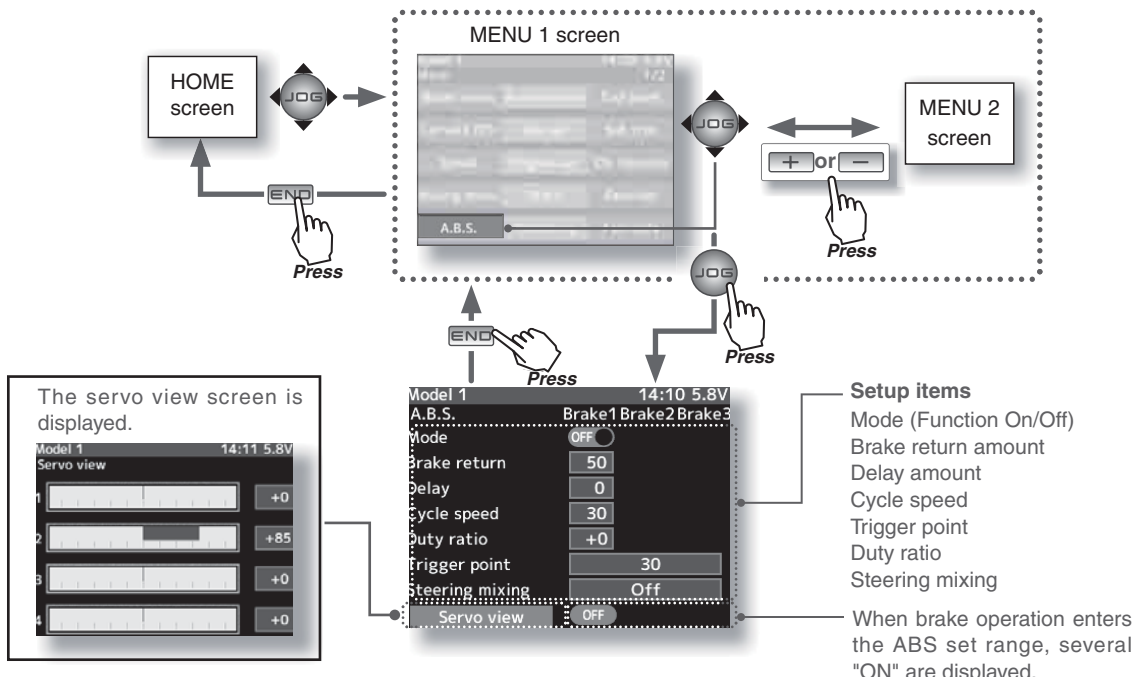 MENU 1 screen
HOME
screen
JOG
JOG
MENU 2
screen
+ or −
END
Press
Press
A.B.S.
JOG
END
Press
Press
The servo view screen is
displayed.
Model 1 14:11 5.8V
Servo view
1 +0
2 +85
3 +0
4 +0
Model 1 14:10 5.8V
A.B.S. Brake1 Brake2 Brake3
Mode OFF
Brake return 50
Delay 0
Cycle speed 30
Duty ratio +0
Trigger point 30
Steering mixing Off
Servo view OFF
Setup items
Mode (Function On/Off)
Brake return amount
Delay amount
Cycle speed
Trigger point
Duty ratio
Steering mixing
When brake operation enters
the ABS set range, several
"ON" are displayed.